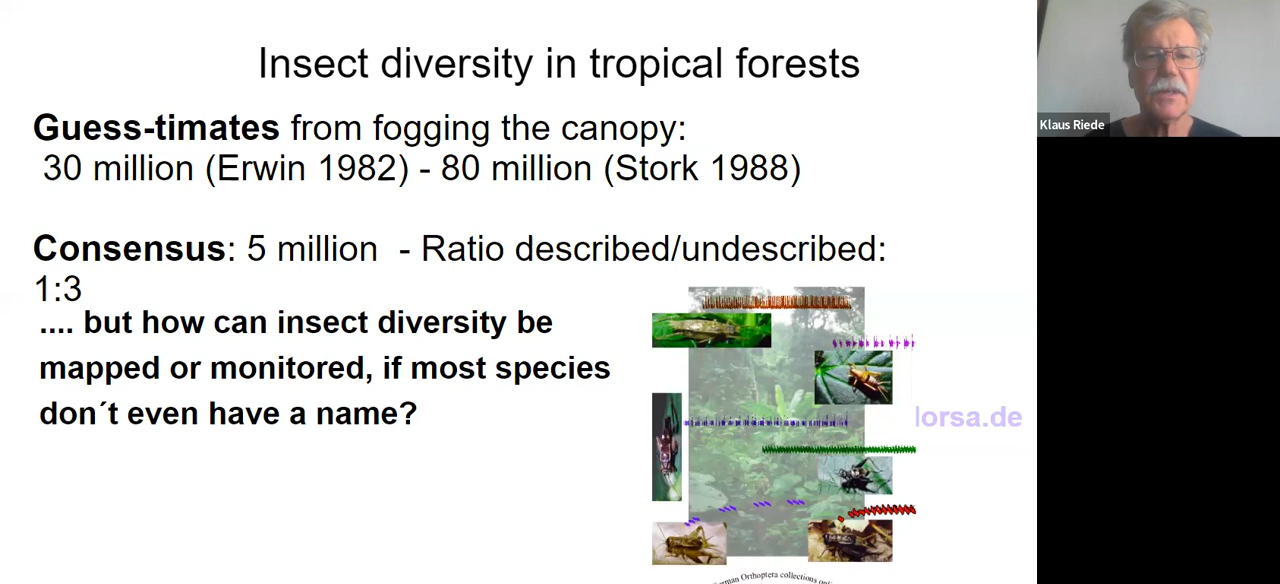 Insect diversity in tropical forests
Klaus Riede
Guess-timates from fogging the canopy:
30 million (Erwin 1982) - 80 million (Stork 1988)
Consensus: 5 million - Ratio described/undescribed:
1:3
.... but how can insect diversity be
mapped or monitored, if most species
don´t even have a name?
lorsa.de
Orthoptera collections